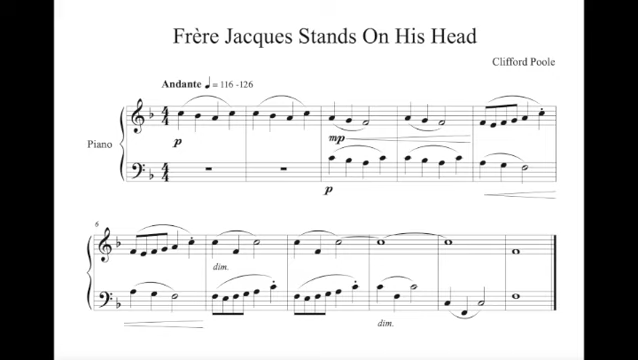 Frère Jacques Stands On His Head
Clifford Poole
Andante ♩ = 116 -126
Piano
p
mp
p
6
dim.
dim.